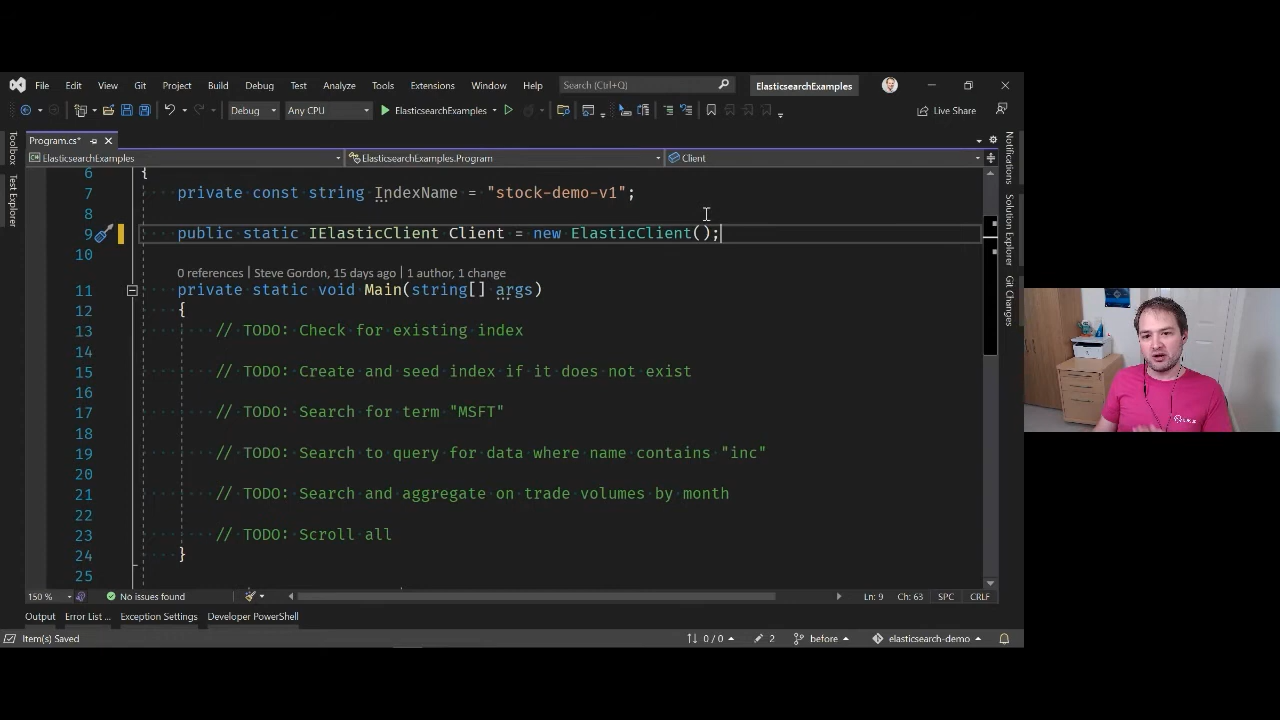 File Edit View Git Project Build Debug Test Analyze Tools Extensions Window Help Search (Ctrl+Q) ElasticsearchExamples
Debug Any CPU ElasticsearchExamples Live Share
Program.cs*
ElasticsearchExamples ElasticsearchExamples.Program Client
Toolbox
Test Explorer
Notifications
Solution Explorer
Git Changes
6 {
7 private const string IndexName = "stock-demo-v1";
8
9 public static IElasticClient Client = new ElasticClient();
10
0 references | Steve Gordon, 15 days ago | 1 author, 1 change
11 private static void Main(string[] args)
12 {
13 // TODO: Check for existing index
14
15 // TODO: Create and seed index if it does not exist
16
17 // TODO: Search for term "MSFT"
18
19 // TODO: Search to query for data where name contains "inc"
20
21 // TODO: Search and aggregate on trade volumes by month
22
23 // TODO: Scroll all
24 }
25
150 % No issues found Ln: 9 Ch: 63 SPC CRLF
Output Error List ... Exception Settings Developer PowerShell
Item(s) Saved 0 / 0 2 before elasticsearch-demo